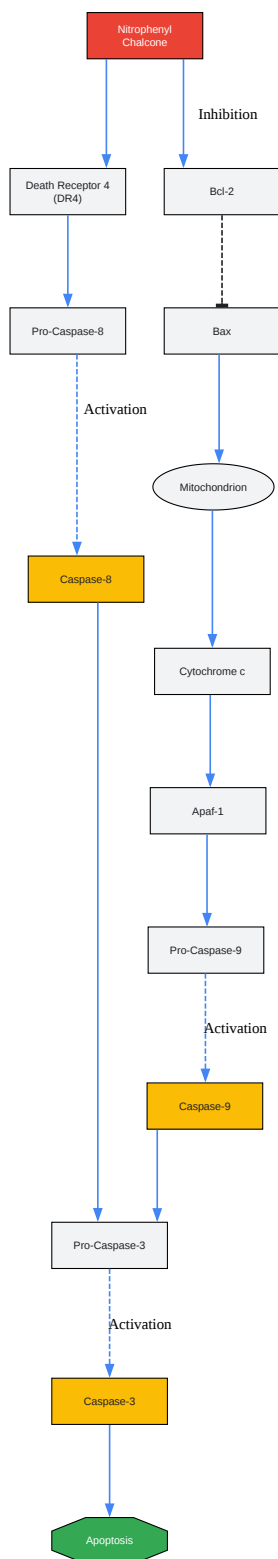 Nitrophenyl
Chalcone
Inhibition
Death Receptor 4
(DR4)
Bcl-2
Pro-Caspase-8
Bax
Activation
Mitochondrion
Caspase-8
Cytochrome c
Apaf-1
Pro-Caspase-9
Activation
Caspase-9
Pro-Caspase-3
Activation
Caspase-3
Apoptosis